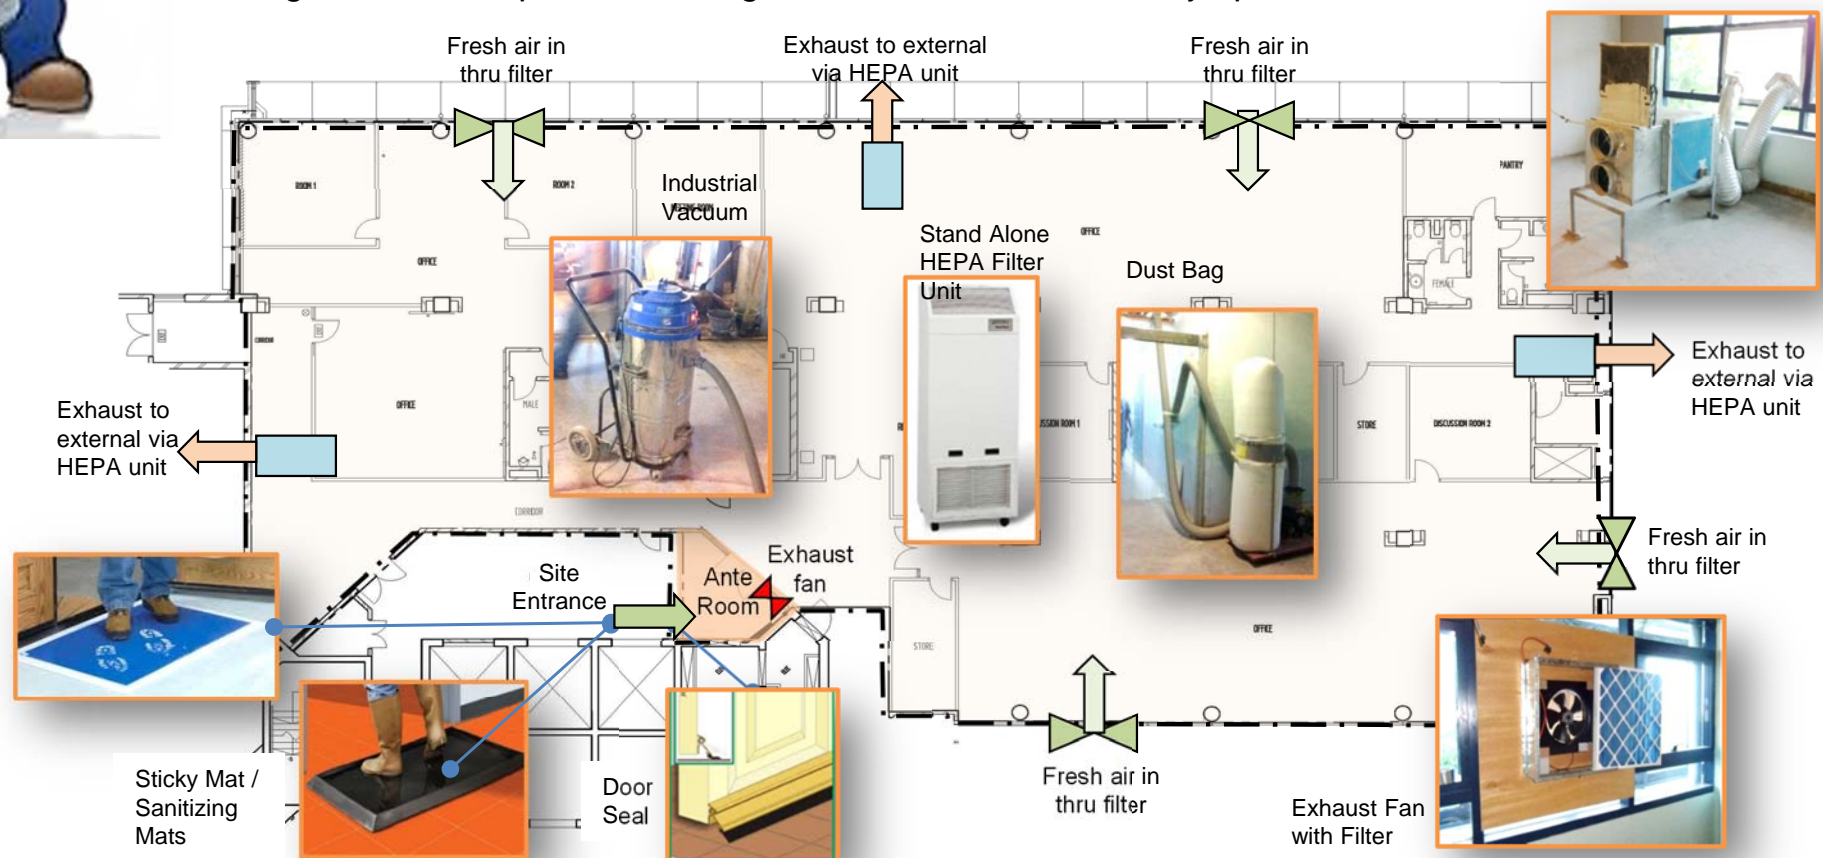 Fresh air in
thru filter
Exhaust to external
via HEPA unit
Fresh air in
thru filter
ROOM 1
ROOM 2
Industrial
Vacuum
PANTRY
Stand Alone
HEPA Filter
Unit
OFFICE
Dust Bag
OFFICE
FEMALE
CORRIDOR
Exhaust to
external via
HEPA unit
Exhaust to
external via
HEPA unit
OFFICE
MALE
STORE
DISCUSSION ROOM 2
CORRIDOR
Fresh air in
thru filter
Site
Entrance
Ante
Room
Exhaust
fan
STORE
OFFICE
Sticky Mat /
Sanitizing
Mats
Door
Seal
Fresh air in
thru filter
Exhaust Fan
with Filter